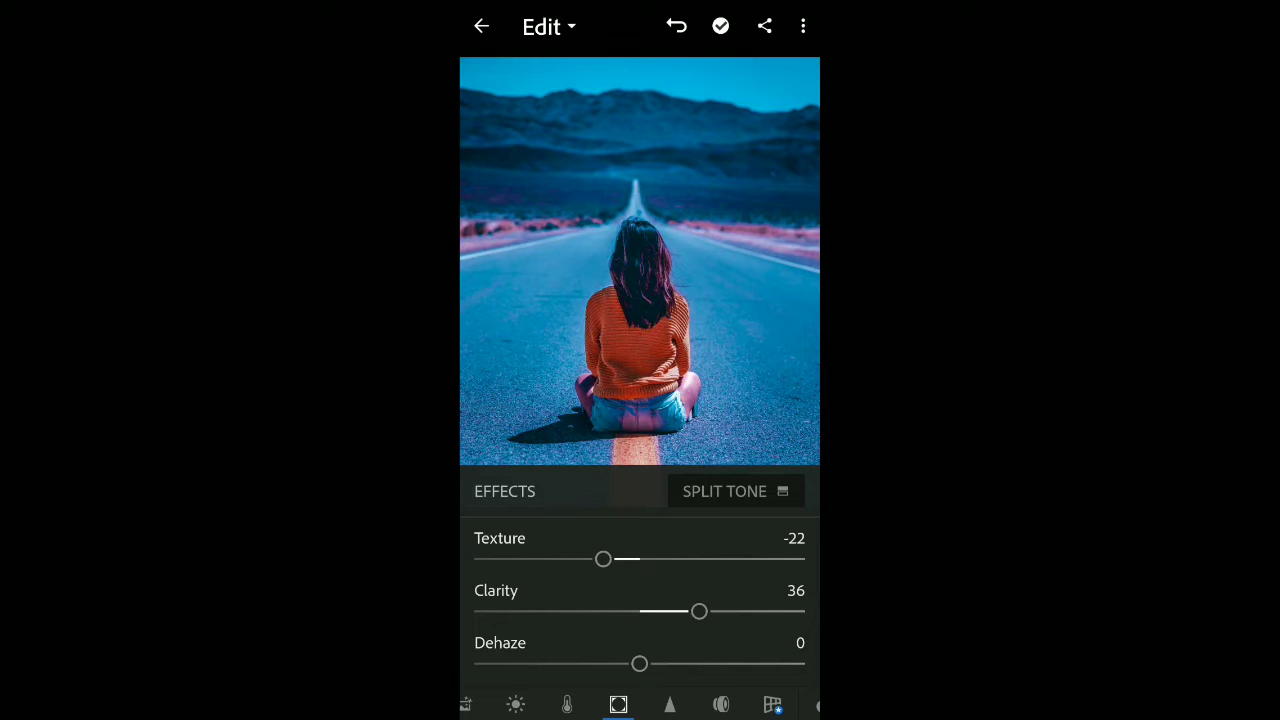 Edit
EFFECTS SPLIT TONE
Texture -22
Clarity 36
Dehaze 0